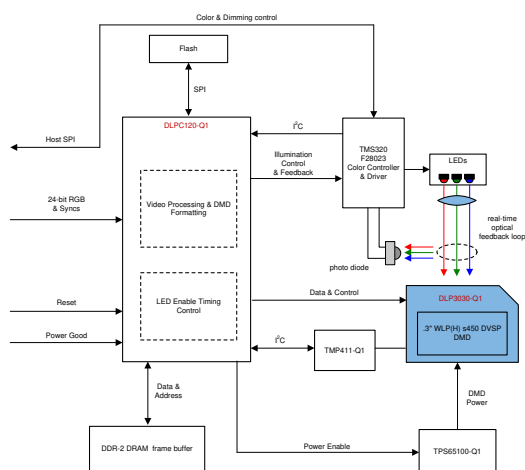 Color & Dimming control
Flash
SPI
DLPC120-Q1
Host SPI
I²C
TMS320
F28023
Color Controller
& Driver
LEDs
Illumination
Control
& Feedback
Video Processing & DMD
Formatting
24-bit RGB
& Syncs
real-time
optical
feedback loop
photo diode
LED Enable Timing
Control
Data & Control
DLP3030-Q1
.3" WLP(H) s450 DVSP
DMD
Reset
Power Good
I²C
TMP411-Q1
Data &
Address
DMD
Power
DDR-2 DRAM frame buffer
Power Enable
TPS65100-Q1